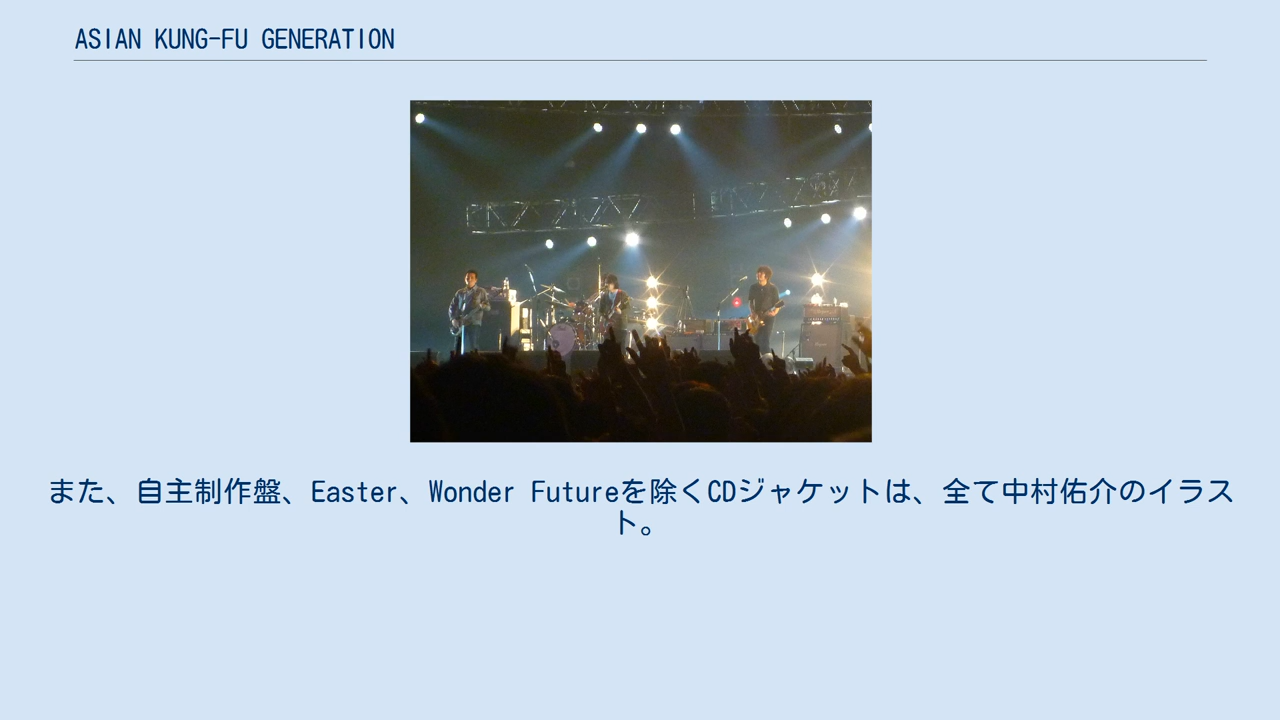 ASIAN KUNG-FU GENERATION
また、自主制作盤、Easter、Wonder Futureを除くCDジャケットは、全て中村佑介のイラス
ト。